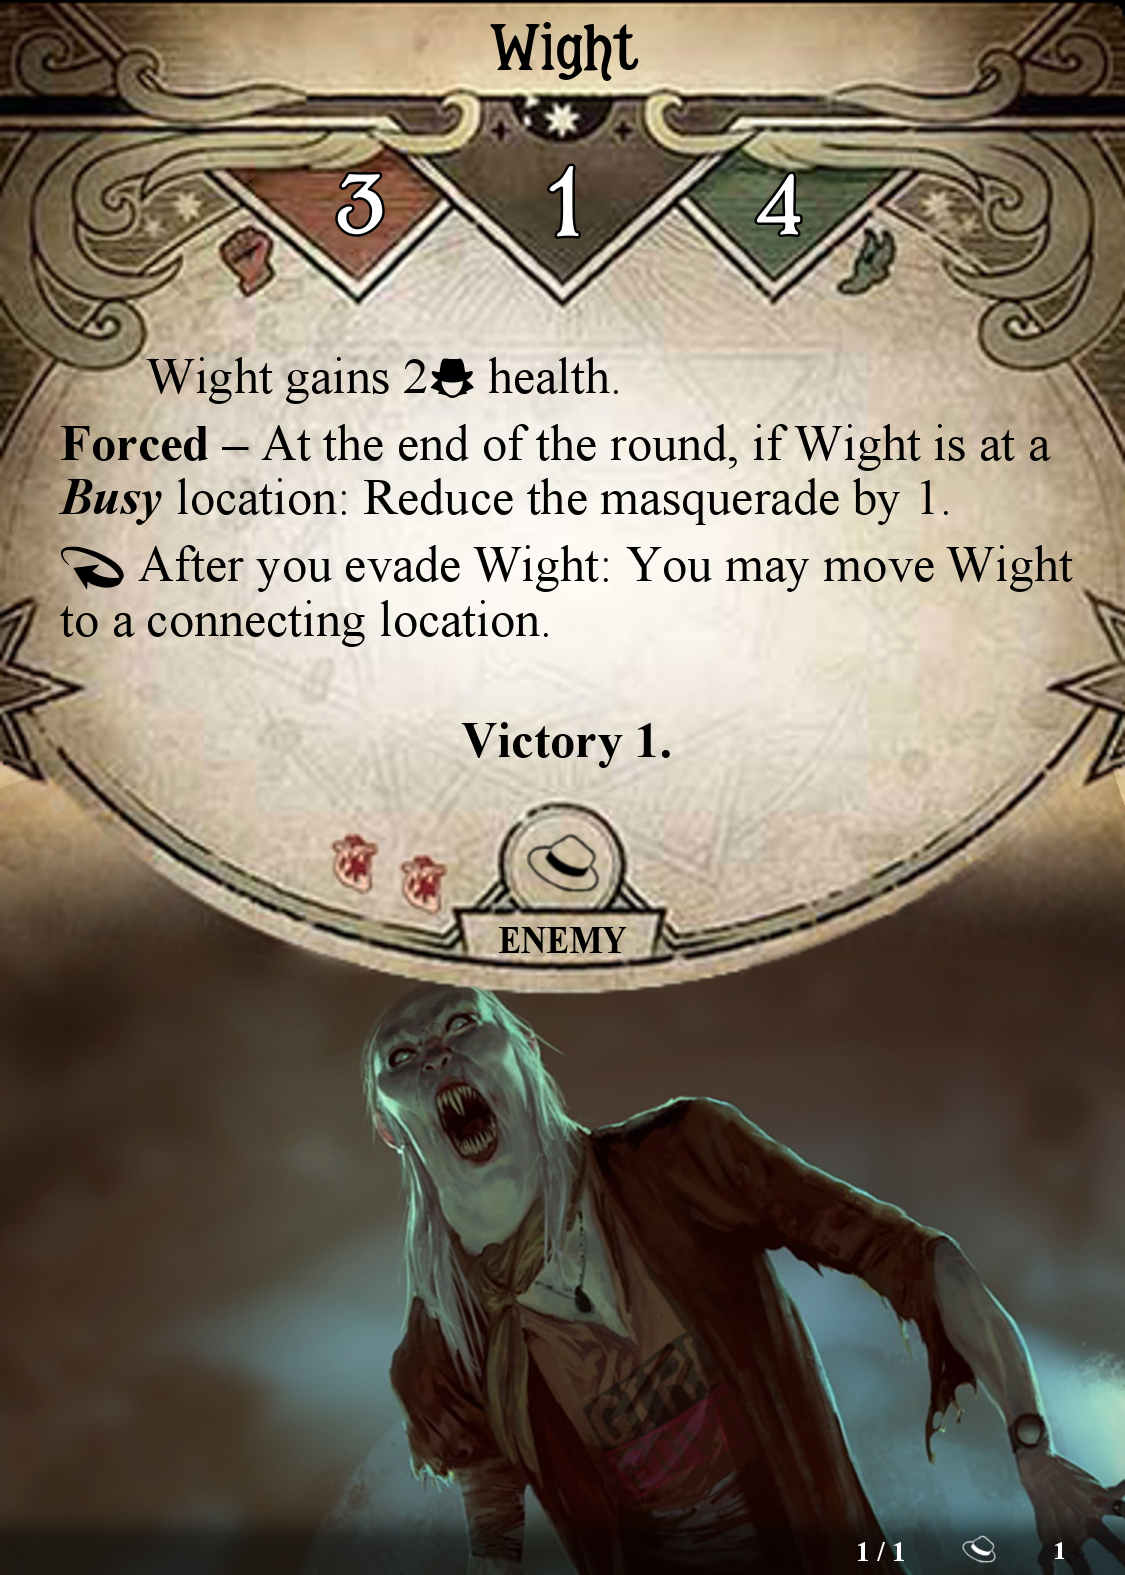 Wight
3 1 4
Wight gains 2 health.
Forced – At the end of the round, if Wight is at a
Busy location: Reduce the masquerade by 1.
After you evade Wight: You may move Wight
to a connecting location.
Victory 1.
ENEMY
1 / 1 1